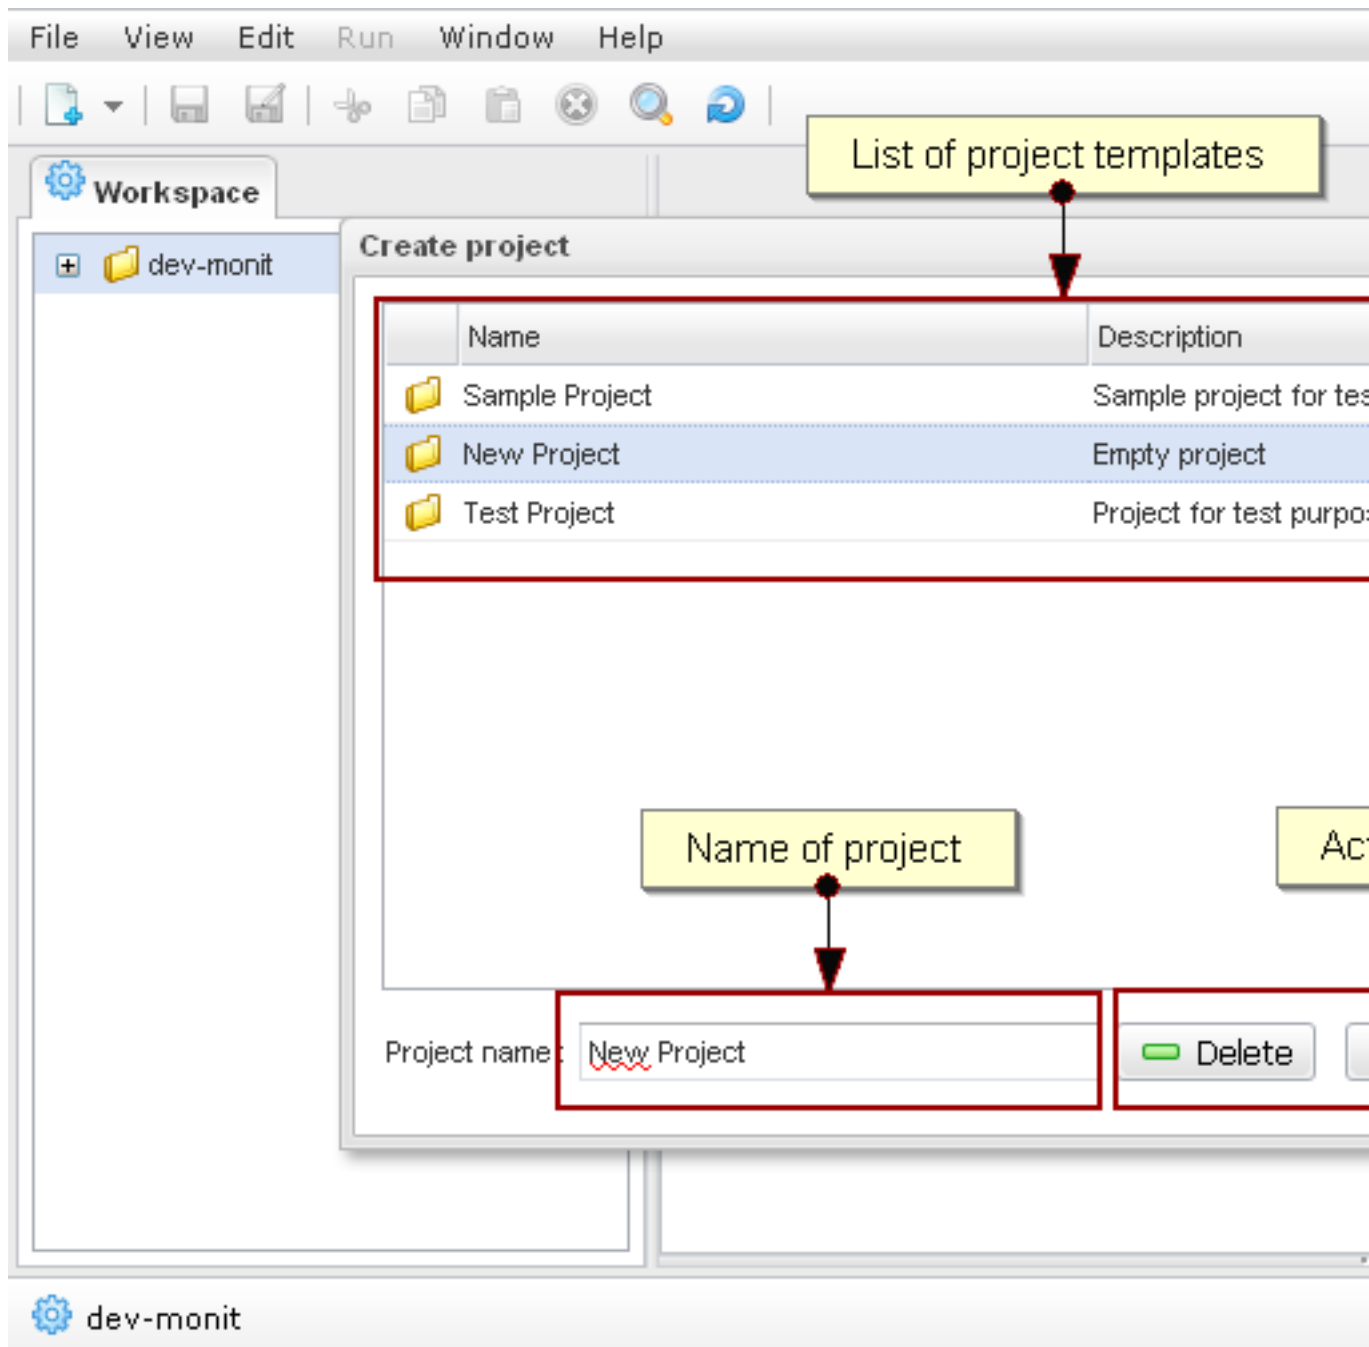 File View Edit Run Window Help
List of project templates
Workspace
dev-monit
Create project
Name Description
Sample Project Sample project for tes
New Project Empty project
Test Project Project for test purpo
Name of project
Act
Project name: New Project Delete
dev-monit